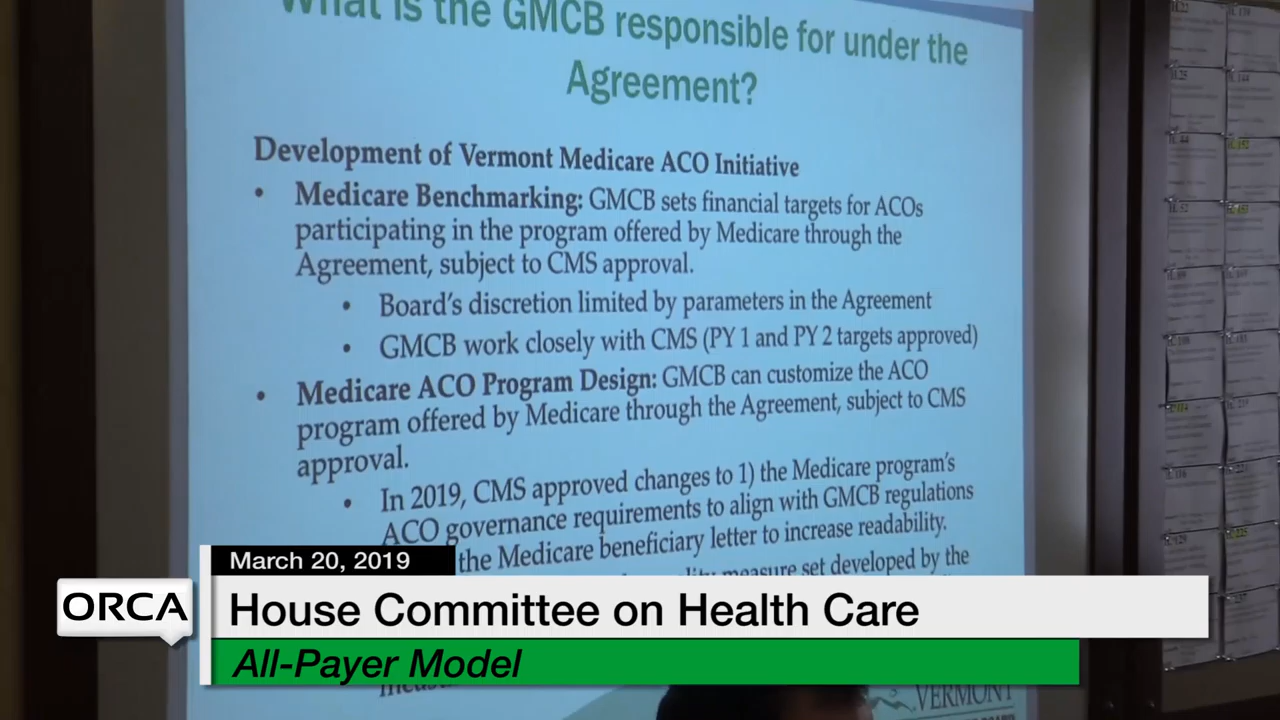 What is the GMCB responsible for under the
Agreement?
Development of Vermont Medicare ACO Initiative
• Medicare Benchmarking: GMCB sets financial targets for ACOs
participating in the program offered by Medicare through the
Agreement, subject to CMS approval.
• Board's discretion limited by parameters in the Agreement
• GMCB work closely with CMS (PY 1 and PY 2 targets approved)
• Medicare ACO Program Design: GMCB can customize the ACO
program offered by Medicare through the Agreement, subject to CMS
approval.
• In 2019, CMS approved changes to 1) the Medicare program's
ACO governance requirements to align with GMCB regulations
the Medicare beneficiary letter to increase readability.
measure set developed by the
March 20, 2019
ORCA
House Committee on Health Care
All-Payer Model
VERMONT